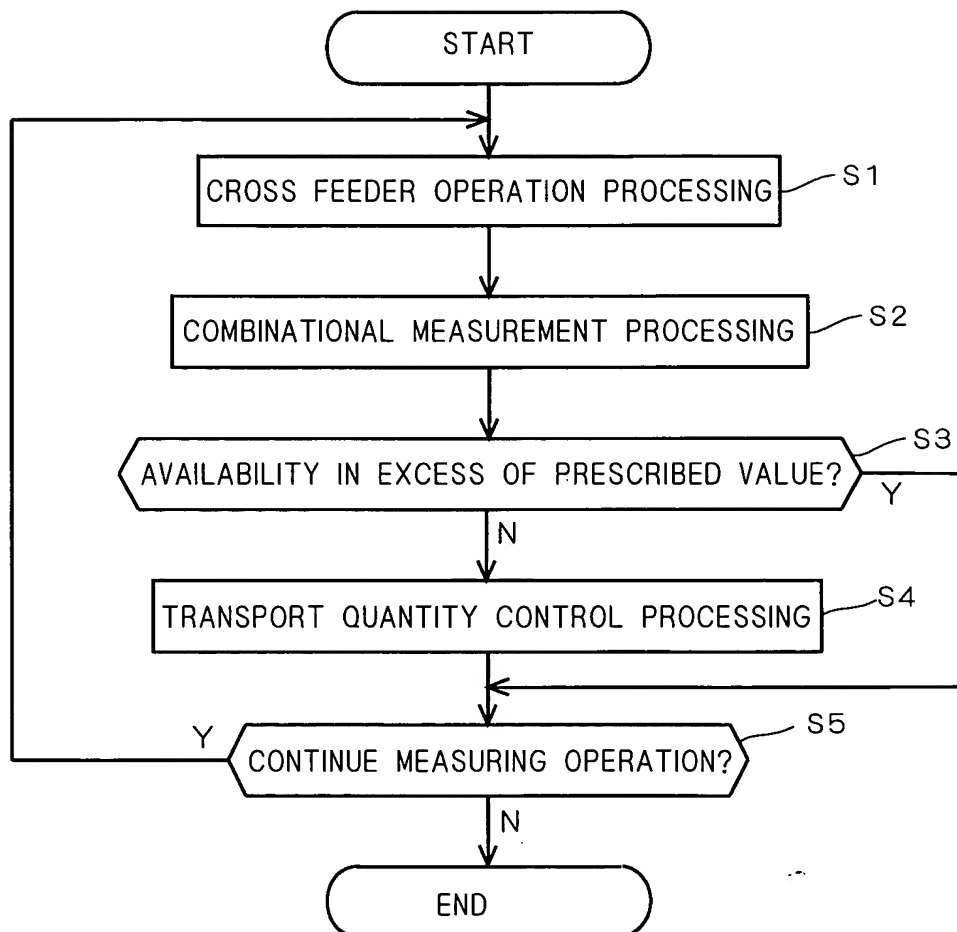 START
CROSS FEEDER OPERATION PROCESSING
S1
COMBINATIONAL MEASUREMENT PROCESSING
S2
AVAILABILITY IN EXCESS OF PRESCRIBED VALUE?
S3
Y
N
TRANSPORT QUANTITY CONTROL PROCESSING
S4
Y
CONTINUE MEASURING OPERATION?
S5
N
END